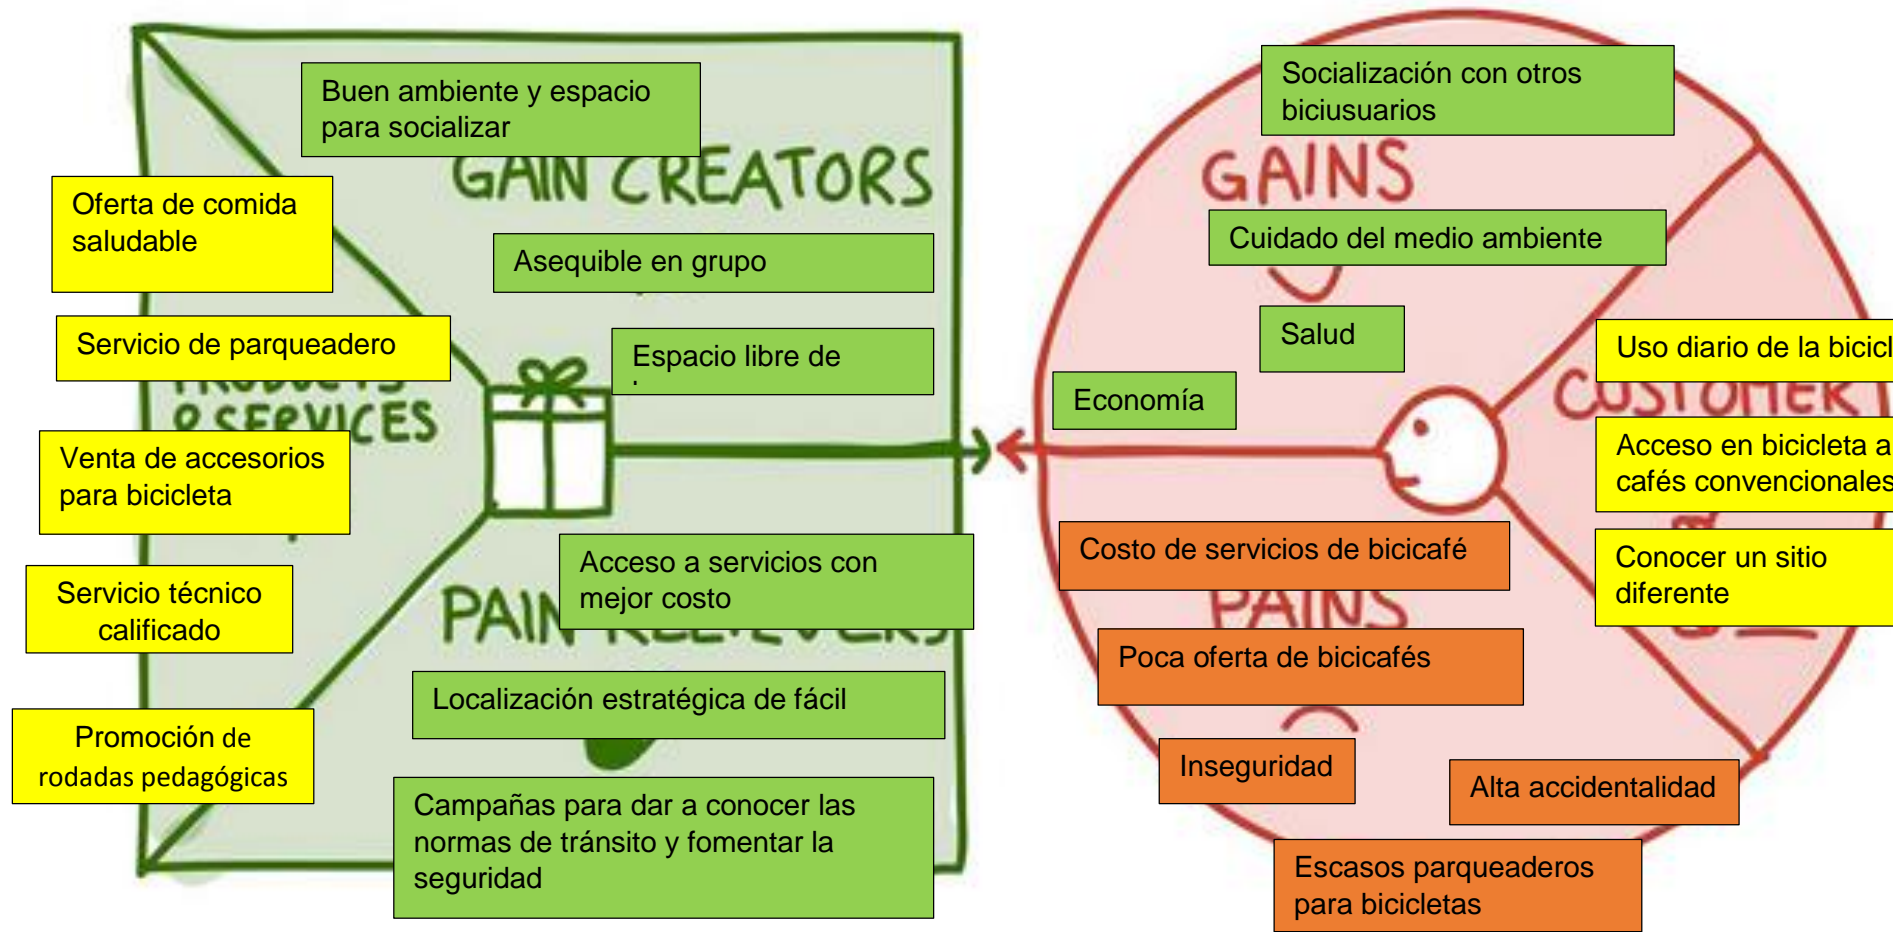 Buen ambiente y espacio
para socializar
GAIN CREATORS
Oferta de comida
saludable
Asequible en grupo
Servicio de parqueadero
Espacio libre de
PRODUCTS
& SERVICES
Venta de accesorios
para bicicleta
Acceso a servicios con
mejor costo
PAIN RELIEVERS
Servicio técnico
calificado
Localización estratégica de fácil
Promoción de
rodadas pedagógicas
Campañas para dar a conocer las
normas de tránsito y fomentar la
seguridad
Socialización con otros
biciusuarios
GAINS
Cuidado del medio ambiente
Salud
Economía
Uso diario de la bicicl
CUSTOMER
Acceso en bicicleta a
cafés convencionales
Conocer un sitio
diferente
Costo de servicios de bicicafé
PAINS
Poca oferta de bicicafés
Inseguridad
Alta accidentalidad
Escasos parqueaderos
para bicicletas